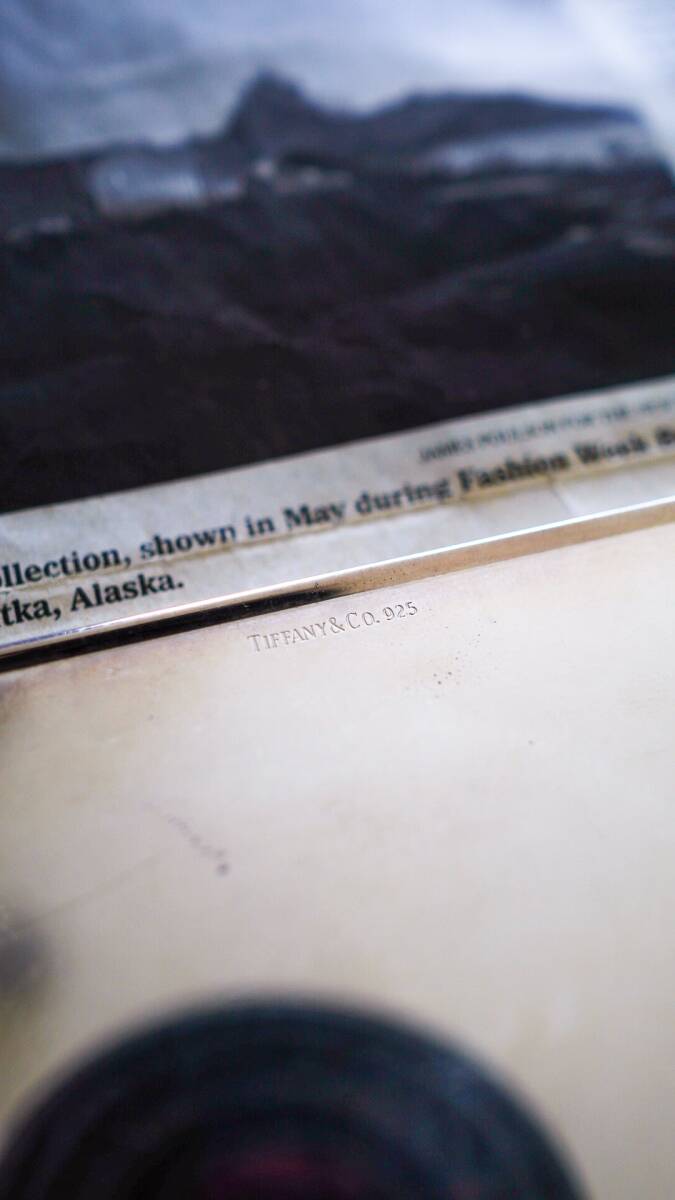 ollection, shown in May during Fashion Week
tka, Alaska.
TIFFANY & CO. 925